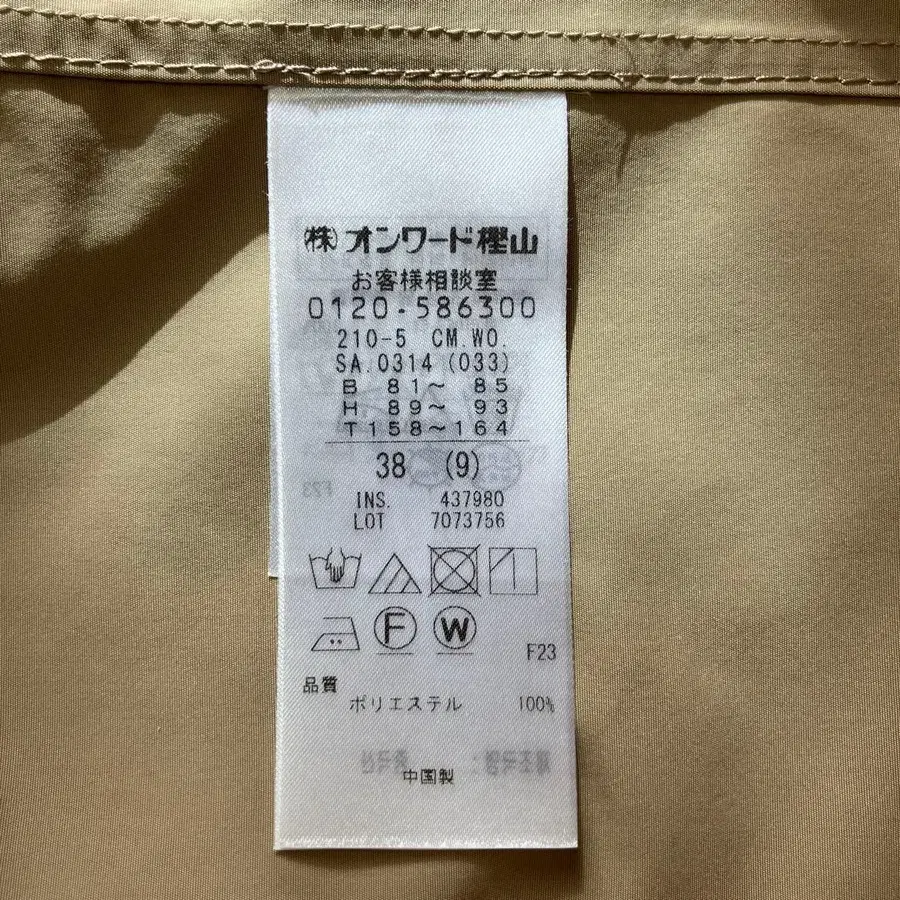 ㈱オンワード樫山
お客様相談室
0120-586300
210-5 CM.WO.
SA.0314 (033)
B 81~ 85
H 89~ 93
T158~164
38 (9)
INS. 437980
LOT 7073756
F W
F23
品質
ポリエステル 100%
中国製
F23